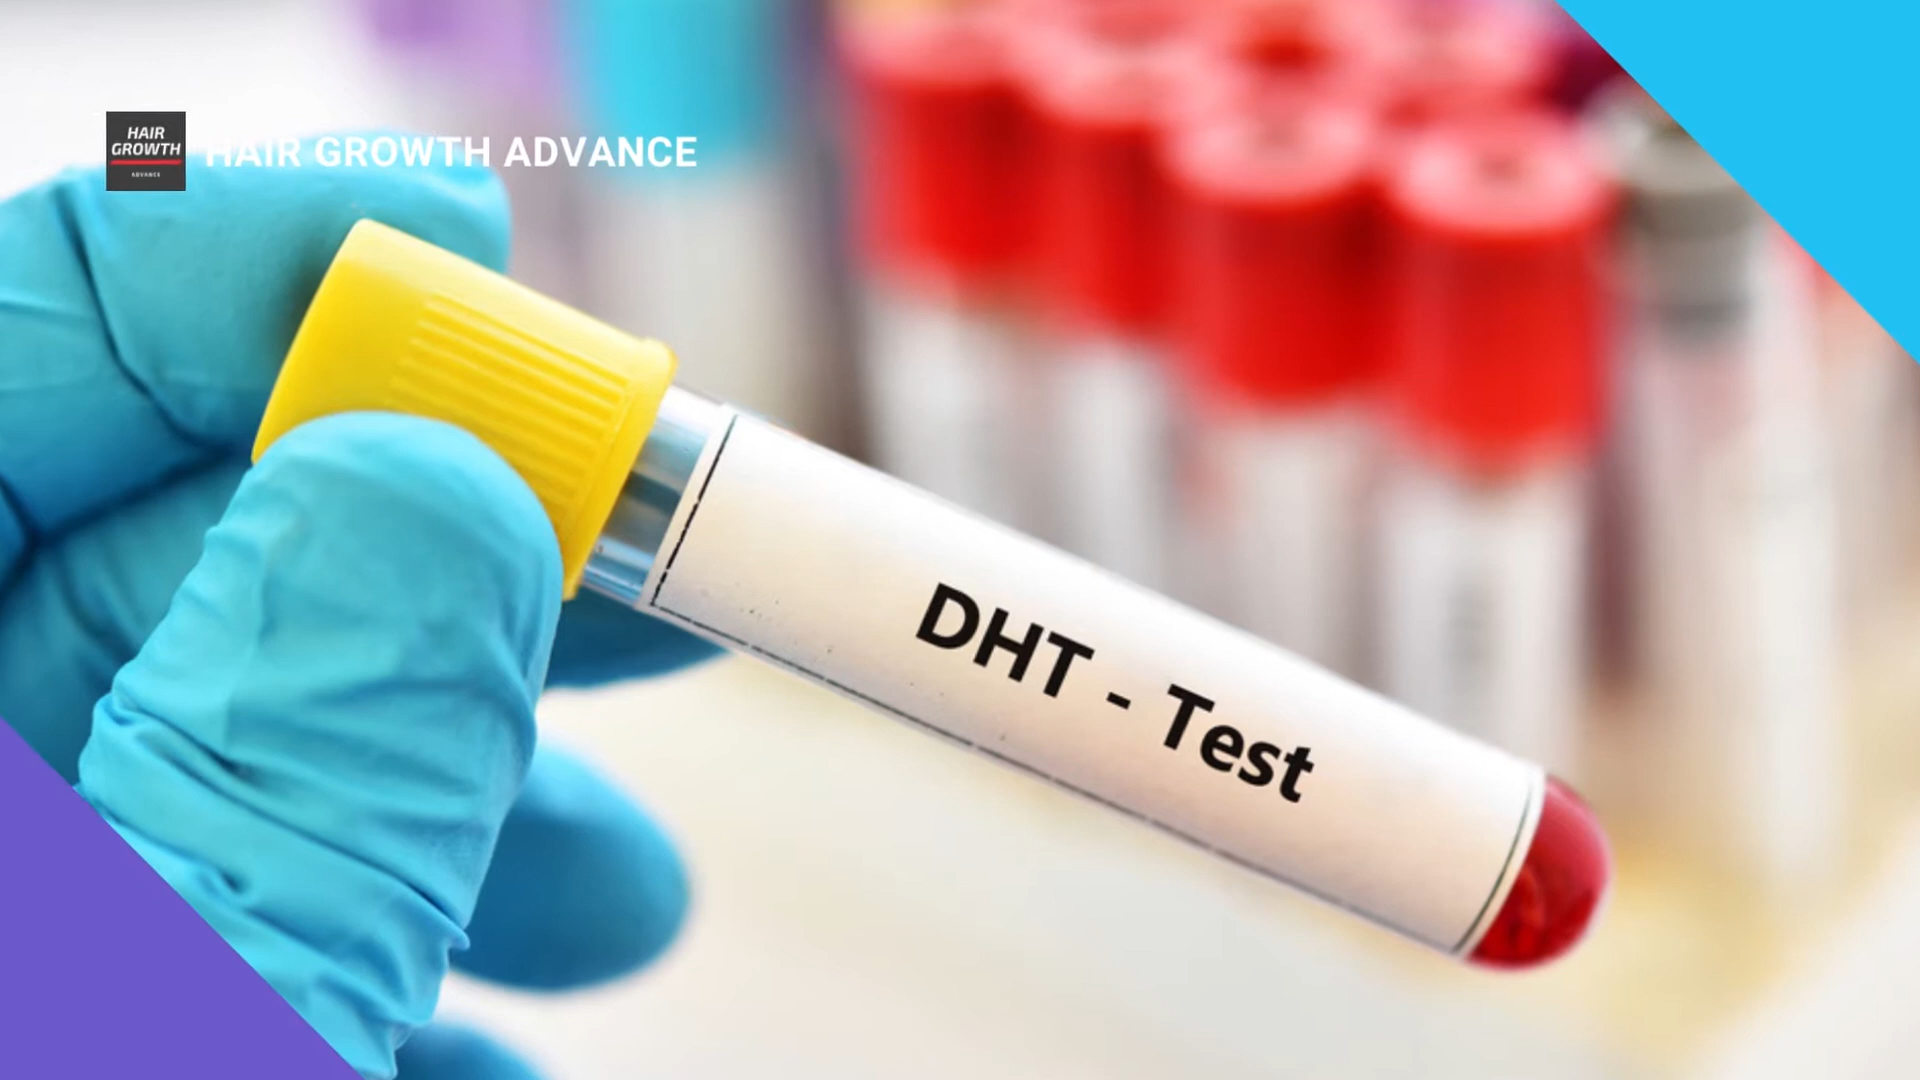 HAIR
GROWTH
ADVANCE
HAIR GROWTH ADVANCE
DHT - Test